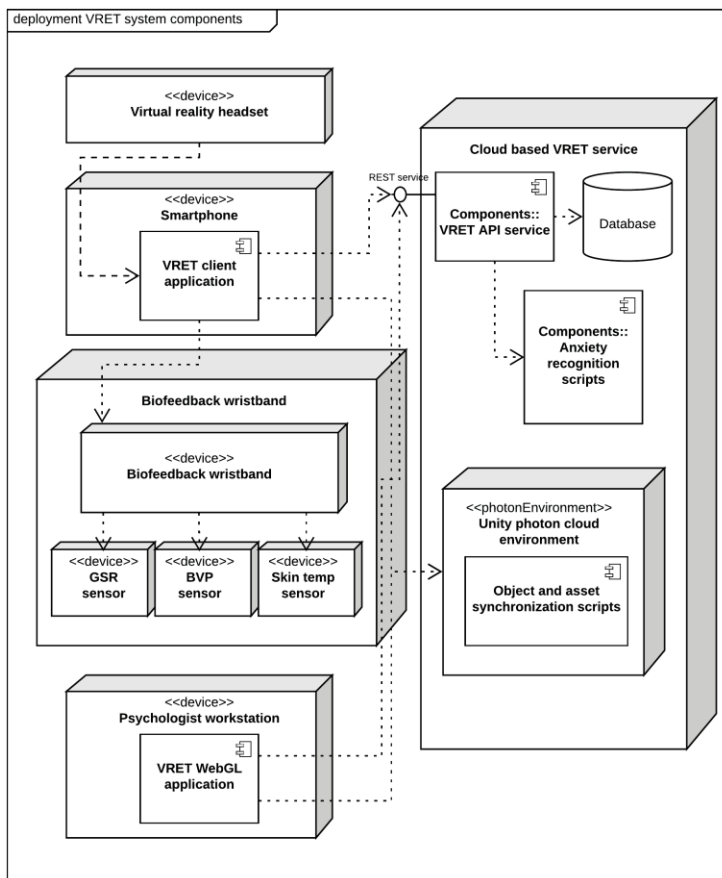 deployment VRET system components
<<device>>
Virtual reality headset
<<device>>
Smartphone
VRET client
application
Biofeedback wristband
<<device>>
Biofeedback wristband
<<device>>
GSR
sensor
<<device>>
BVP
sensor
<<device>>
Skin temp
sensor
<<device>>
Psychologist workstation
VRET WebGL
application
Cloud based VRET service
REST service
Components::
VRET API service
Database
Components::
Anxiety
recognition
scripts
<<photonEnvironment>>
Unity photon cloud
environment
Object and asset
synchronization scripts